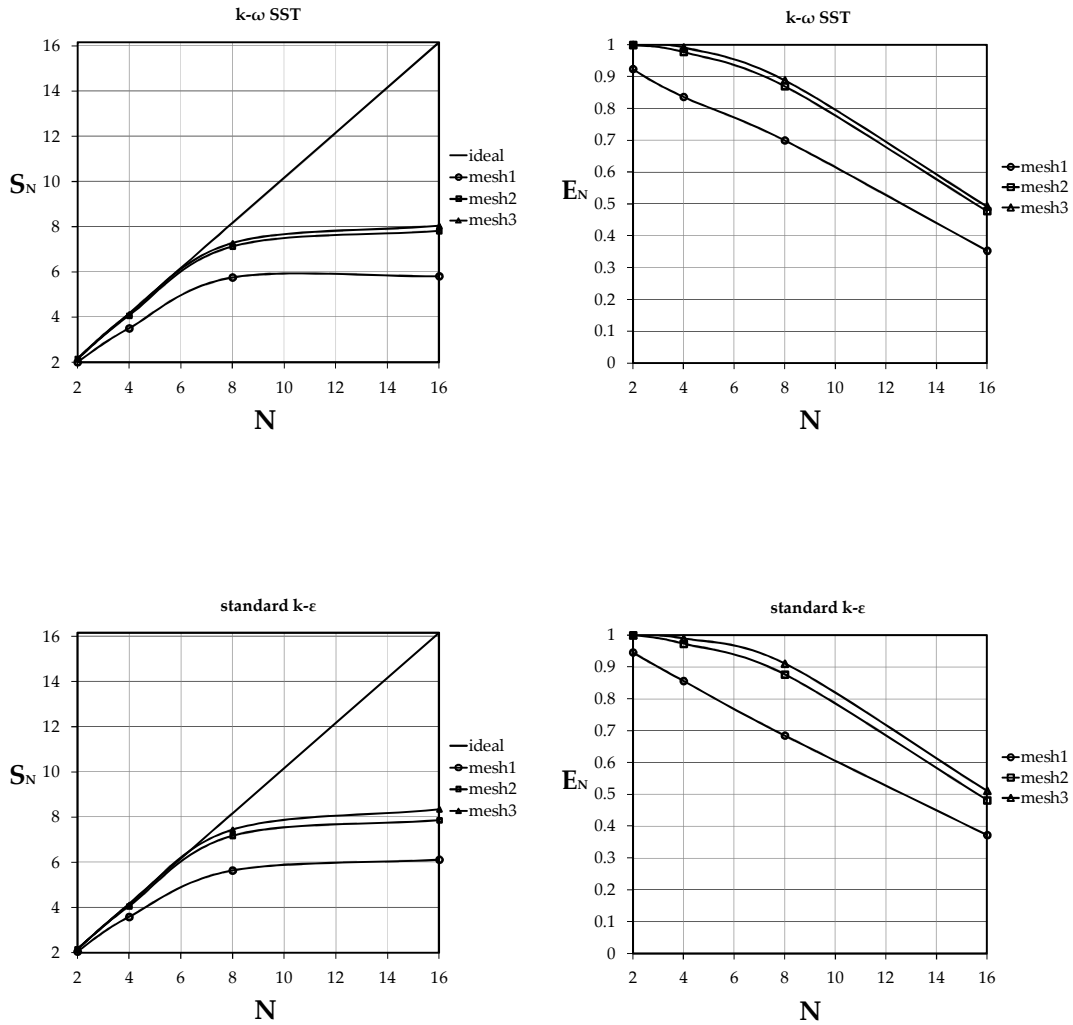 k-ω SST
16
14
12
10
8
6
4
2
S_N
2 4 6 8 10 12 14 16
N
ideal
mesh1
mesh2
mesh3
k-ω SST
1
0.9
0.8
0.7
0.6
0.5
0.4
0.3
0.2
0.1
0
E_N
2 4 6 8 10 12 14 16
N
mesh1
mesh2
mesh3
standard k-ε
16
14
12
10
8
6
4
2
S_N
2 4 6 8 10 12 14 16
N
ideal
mesh1
mesh2
mesh3
standard k-ε
1
0.9
0.8
0.7
0.6
0.5
0.4
0.3
0.2
0.1
0
E_N
2 4 6 8 10 12 14 16
N
mesh1
mesh2
mesh3